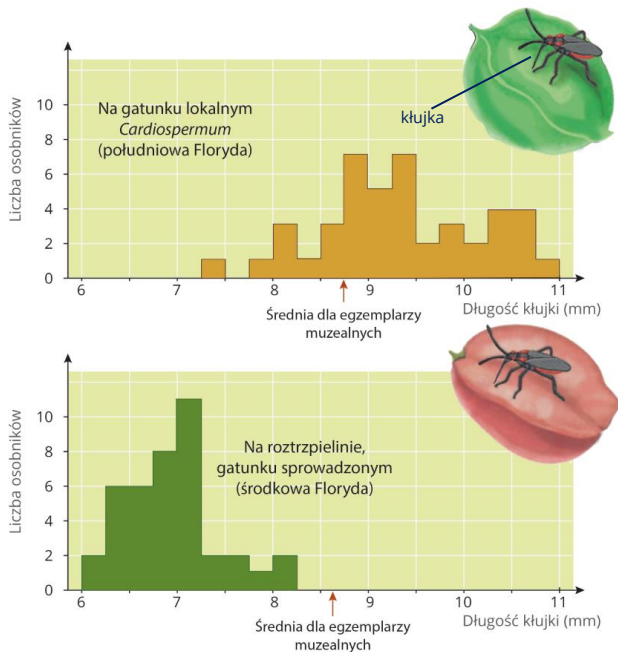 Liczba osobników
10
8
6
4
2
0
Na gatunku lokalnym
Cardiospermum
(południowa Floryda)
kłujka
6 7 8 9 10 11
Średnia dla egzemplarzy
muzealnych
Długość kłujki (mm)
Liczba osobników
10
8
6
4
2
0
Na roztrzpielinie,
gatunku sprowadzonym
(środkowa Floryda)
6 7 8 9 10 11
Średnia dla egzemplarzy
muzealnych
Długość kłujki (mm)